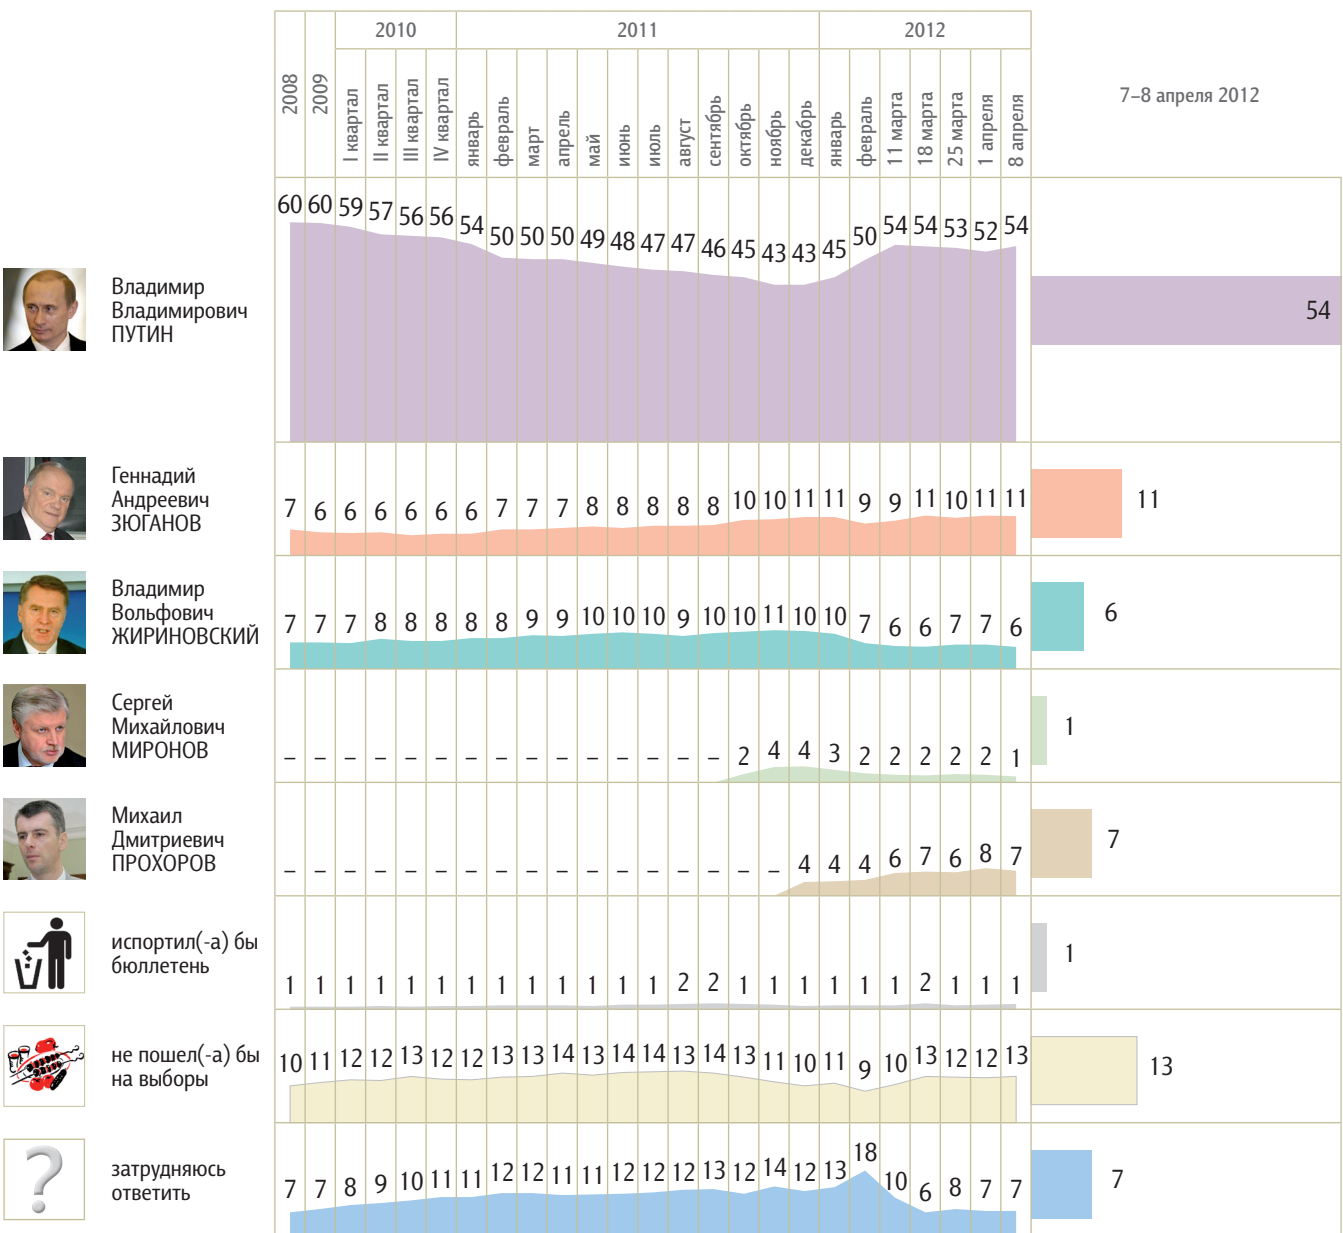 2010 2011 2012
2008 2009 I квартал II квартал III квартал IV квартал январь февраль март апрель май июнь июль август сентябрь октябрь ноябрь декабрь январь февраль 11 марта 18 марта 25 марта 1 апреля 8 апреля
7–8 апреля 2012
60 60 59 57 56 56 54 50 50 50 49 48 47 47 46 45 43 43 45 50 54 54 53 52 54
Владимир
Владимирович
ПУТИН
54
Геннадий
Андреевич
ЗЮГАНОВ
7 6 6 6 6 6 6 7 7 7 8 8 8 8 8 10 10 11 11 9 9 11 10 11 11
11
Владимир
Вольфович
ЖИРИНОВСКИЙ
7 7 7 8 8 8 8 8 9 9 10 10 10 9 10 10 11 10 10 7 6 6 7 7 6
6
Сергей
Михайлович
МИРОНОВ
– – – – – – – – – – – – – – – 2 4 4 3 2 2 2 2 2 1
1
Михаил
Дмитриевич
ПРОХОРОВ
– – – – – – – – – – – – – – – – – 4 4 4 6 7 6 8 7
7
испортил(-а) бы
бюллетень
1 1 1 1 1 1 1 1 1 1 1 1 1 2 2 1 1 1 1 1 1 2 1 1 1
1
не пошел(-а) бы
на выборы
10 11 12 12 13 12 12 13 13 14 13 14 14 13 14 13 11 10 11 9 10 13 12 12 13
13
?
затрудняюсь
ответить
7 7 8 9 10 11 11 12 12 11 11 12 12 12 13 12 14 12 13 18 10 6 8 7 7
7